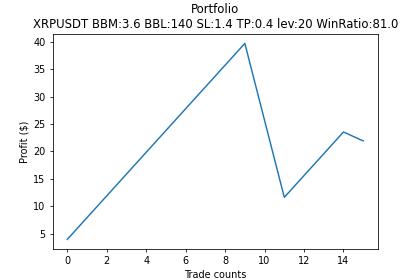 Portfolio
XRPUSDT BBM:3.6 BBL:140 SL:1.4 TP:0.4 lev:20 WinRatio:81.0
40
35
30
25
20
15
10
5
Profit ($)
0 2 4 6 8 10 12 14
Trade counts